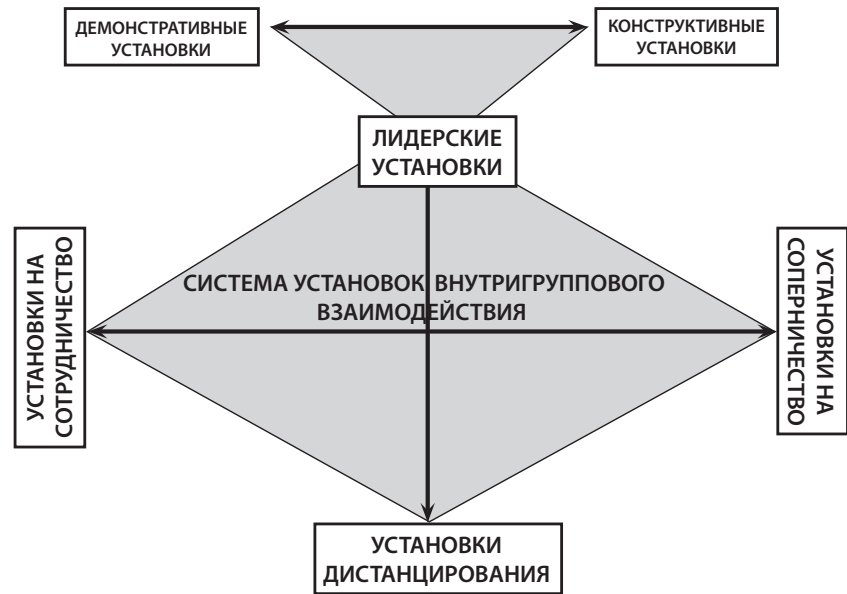 ДЕМОНСТРАТИВНЫЕ
УСТАНОВКИ
КОНСТРУКТИВНЫЕ
УСТАНОВКИ
ЛИДЕРСКИЕ
УСТАНОВКИ
УСТАНОВКИ НА
СОТРУДНИЧЕСТВО
СИСТЕМА УСТАНОВОК ВНУТРИГРУППОВОГО
ВЗАИМОДЕЙСТВИЯ
УСТАНОВКИ НА
СОПЕРНИЧЕСТВО
УСТАНОВКИ
ДИСТАНЦИРОВАНИЯ